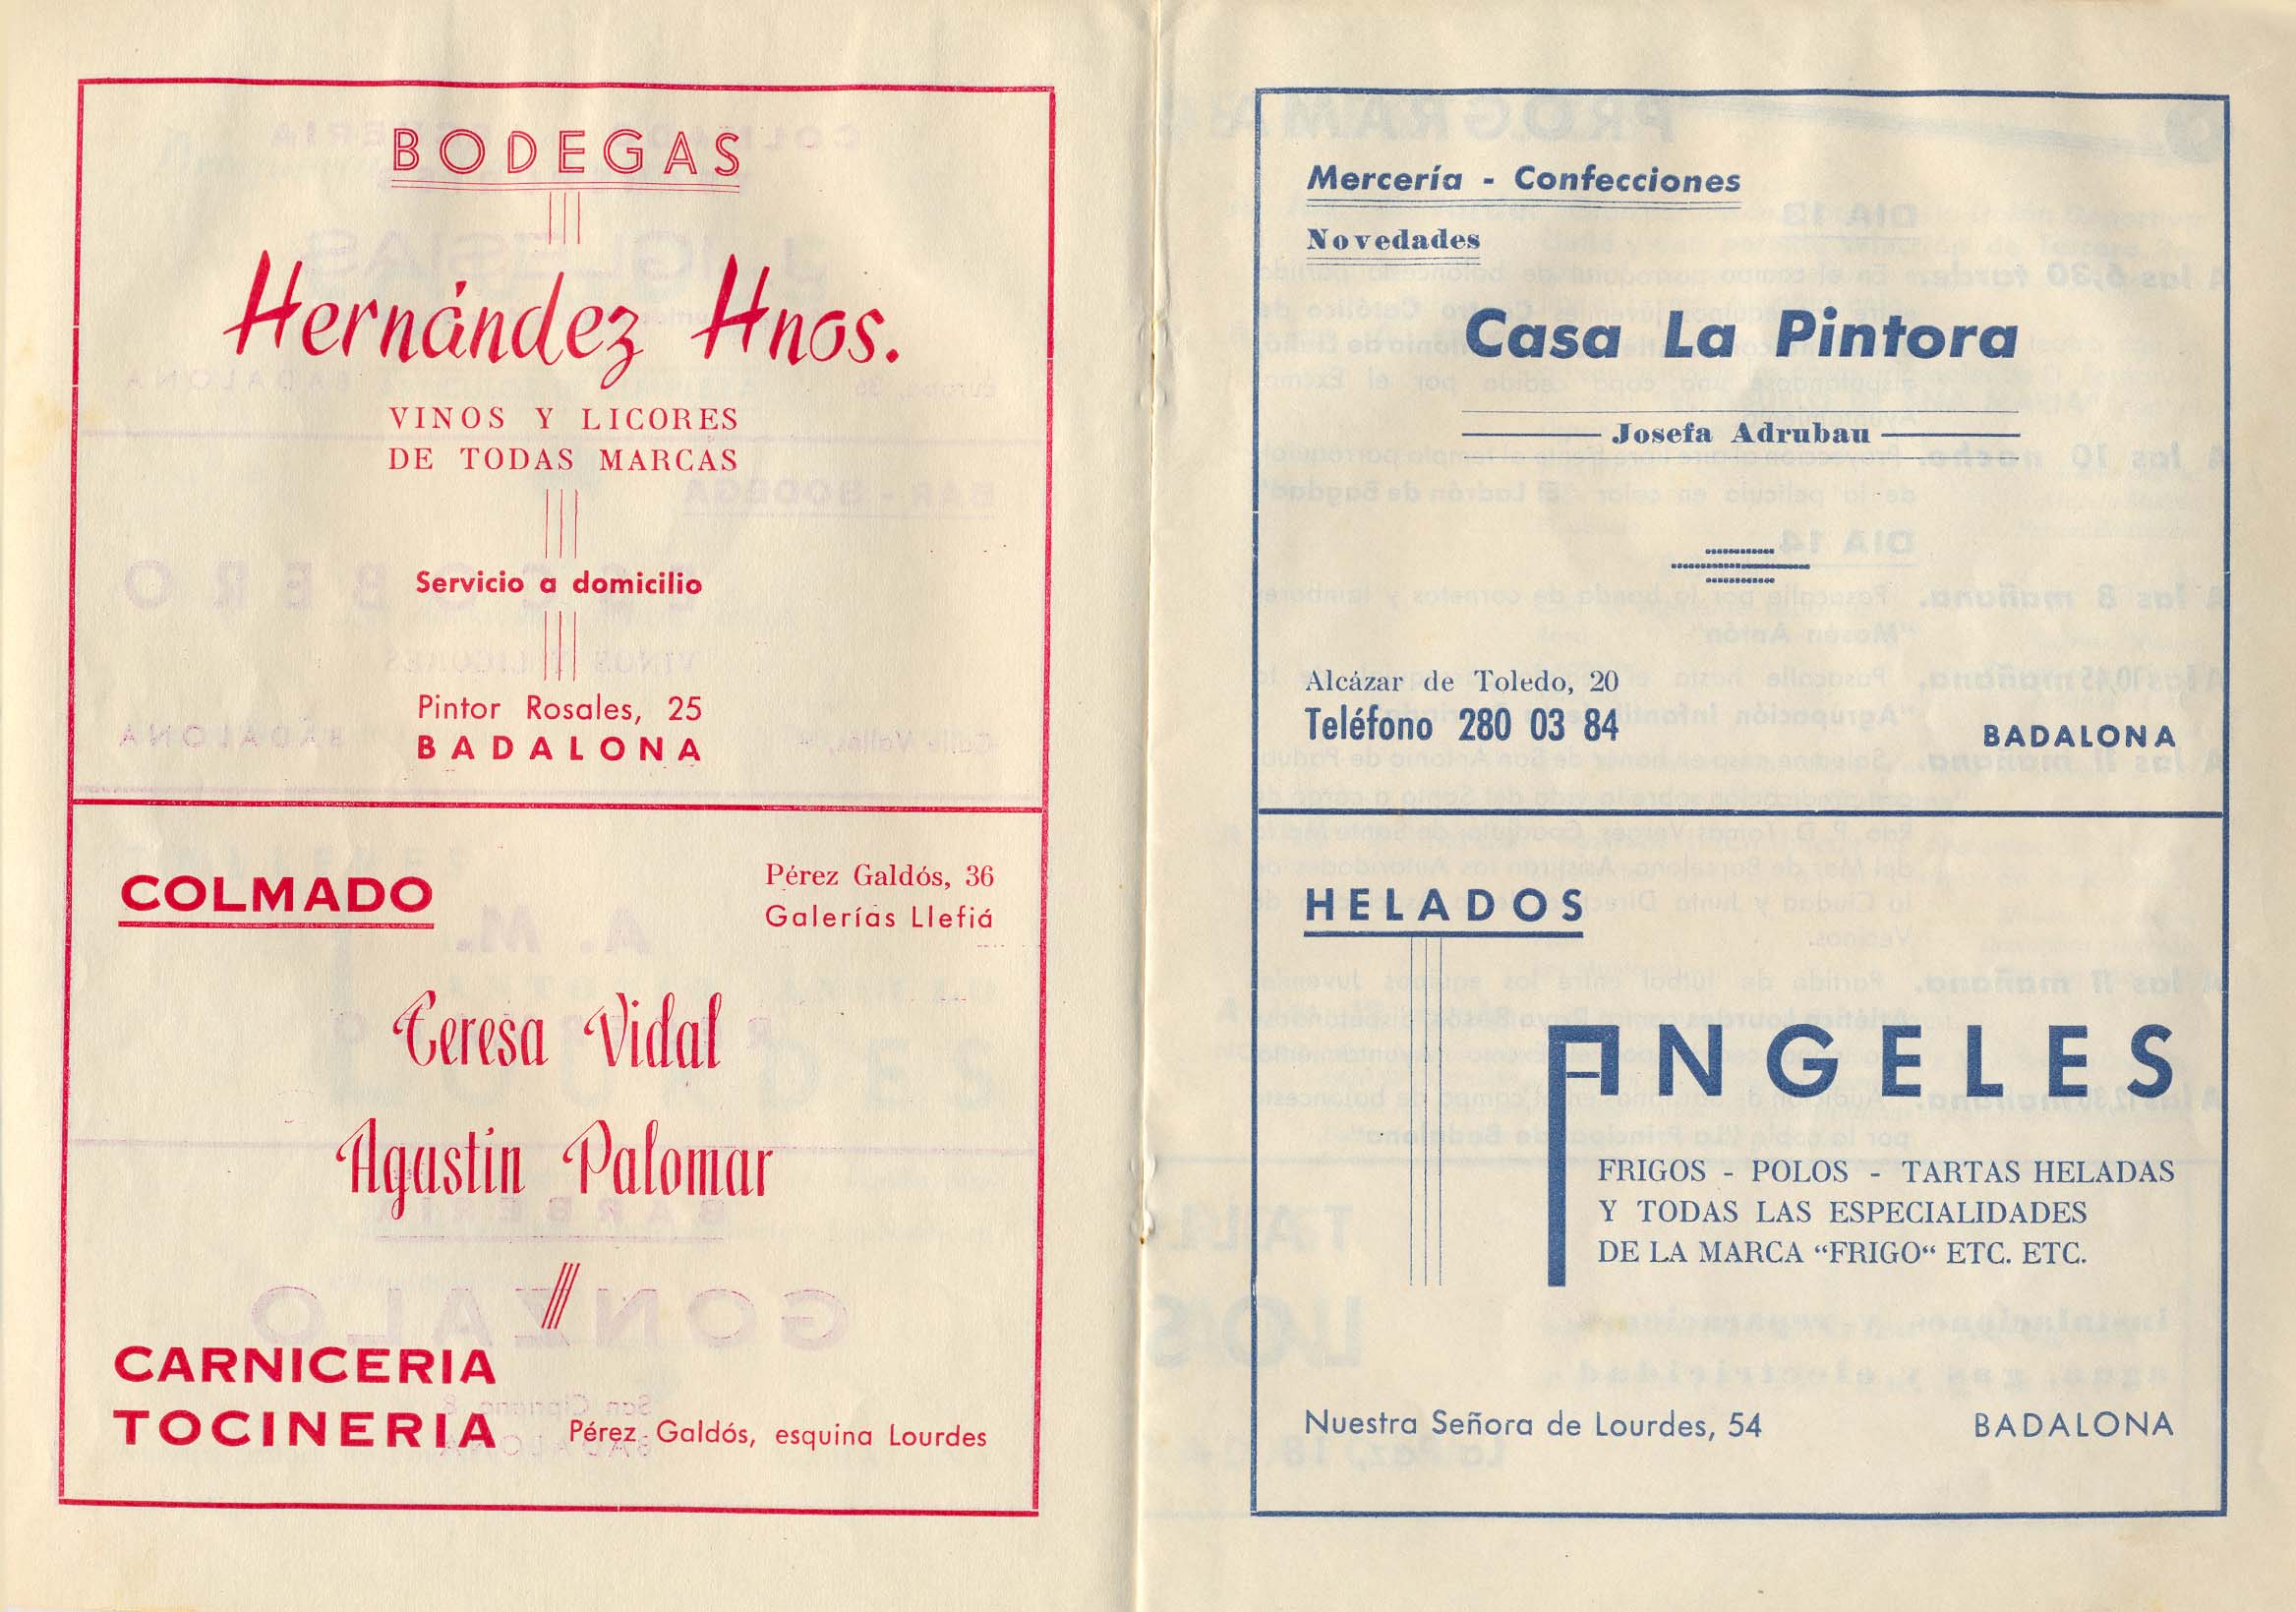 BODEGAS
Hernández Hnos.
VINOS Y LICORES
DE TODAS MARCAS
Servicio a domicilio
Pintor Rosales, 25
BADALONA
COLMADO
Pérez Galdós, 36
Galerías Llefiá
Teresa Vidal
Agustín Palomar
CARNICERIA
TOCINERIA
Pérez Galdós, esquina Lourdes
Mercería - Confecciones
Novedades
Casa La Pintora
Josefa Adrubau
Alcázar de Toledo, 20
Teléfono 280 03 84
BADALONA
HELADOS
ANGELES
FRIGOS - POLOS - TARTAS HELADAS
Y TODAS LAS ESPECIALIDADES
DE LA MARCA “FRIGO“ ETC. ETC.
Nuestra Señora de Lourdes, 54
BADALONA